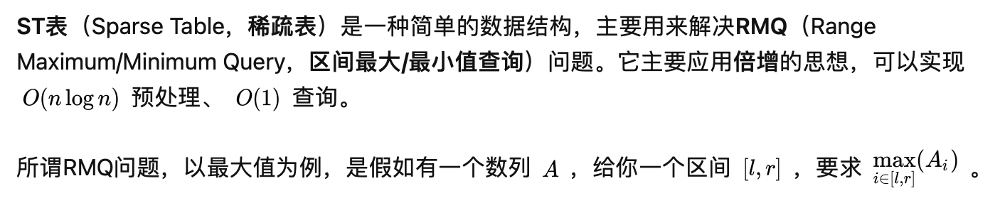 ST表（Sparse Table，稀疏表）是一种简单的数据结构，主要用来解决RMQ（Range
Maximum/Minimum Query，区间最大/最小值查询）问题。它主要应用倍增的思想，可以实现
O(n log n) 预处理、 O(1) 查询。
所谓RMQ问题，以最大值为例，是假如有一个数列 A ，给你一个区间 [l, r] ，要求 max_{i∈[l,r]}(A_i) 。